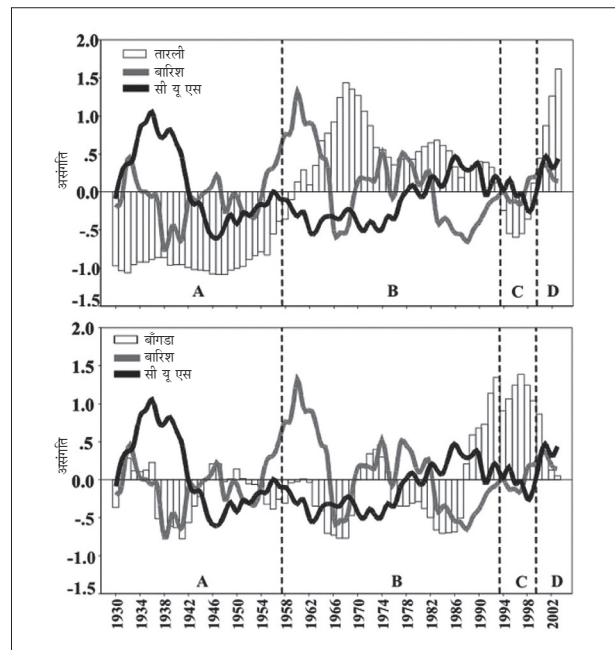 2.0
तारली
1.5
बारिश
सी यू एस
1.0
.5
असंगति
0.0
-.5
-1.0
A
B
C
D
-1.5
2.0
बाँगडा
1.5
बारिश
सी यू एस
1.0
.5
असंगति
0.0
-.5
-1.0
A
B
C
D
-1.5
1930
1934
1938
1942
1946
1950
1954
1958
1962
1966
1970
1974
1978
1982
1986
1990
1994
1998
2002